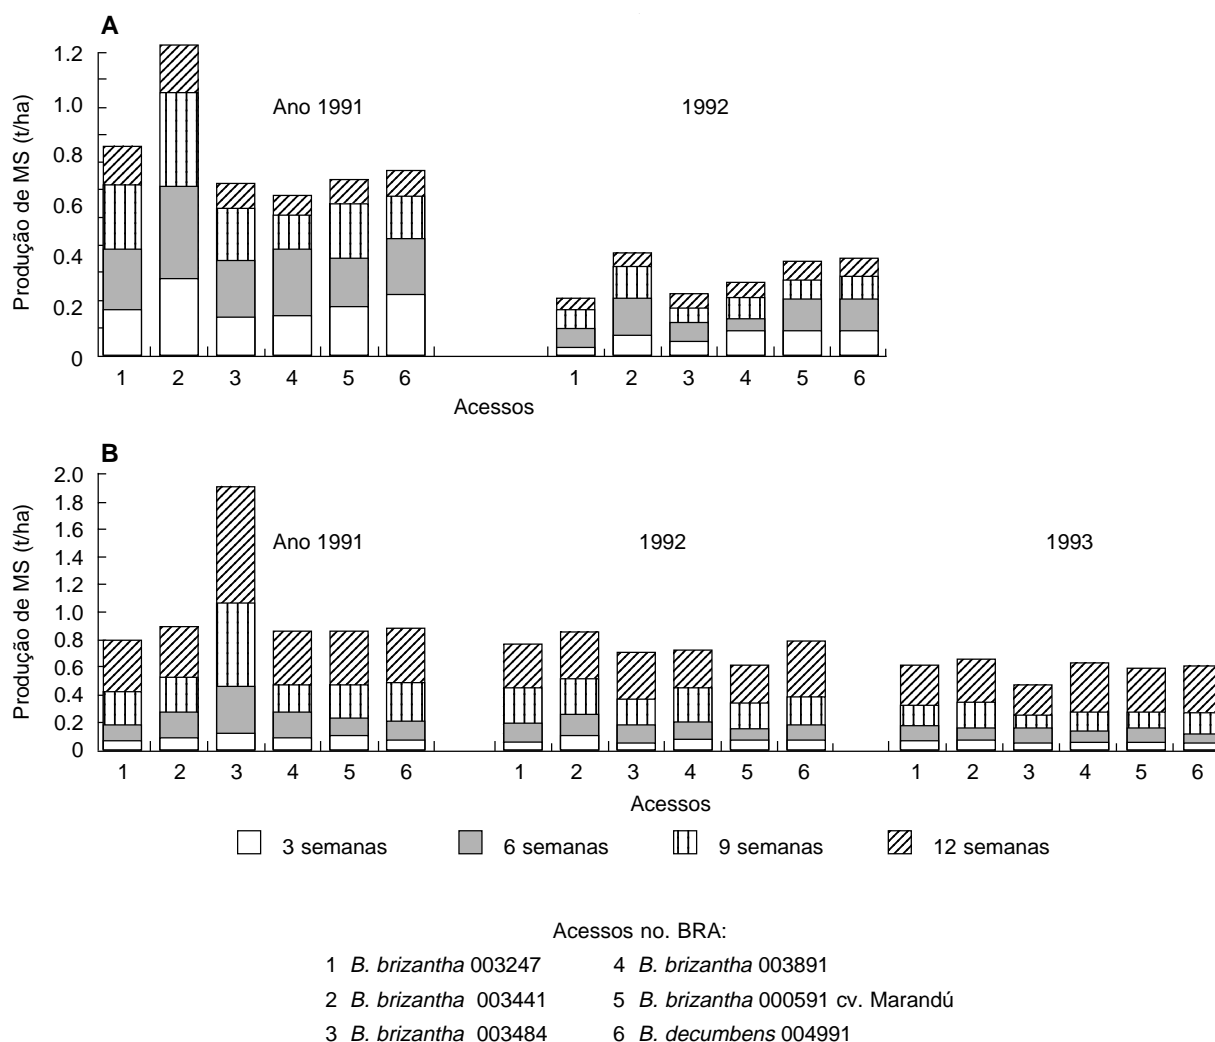 A
Produção de MS (t/ha)
1.2
1.0
0.8
0.6
0.4
0.2
0
Ano 1991
1992
1 2 3 4 5 6 1 2 3 4 5 6
Acessos
B
Produção de MS (t/ha)
2.0
1.8
1.6
1.4
1.2
1.0
0.8
0.6
0.4
0.2
0
Ano 1991
1992
1993
1 2 3 4 5 6 1 2 3 4 5 6 1 2 3 4 5 6
Acessos
3 semanas 6 semanas 9 semanas 12 semanas
Acessos no. BRA:
1 B. brizantha 003247 4 B. brizantha 003891
2 B. brizantha 003441 5 B. brizantha 000591 cv. Marandú
3 B. brizantha 003484 6 B. decumbens 004991